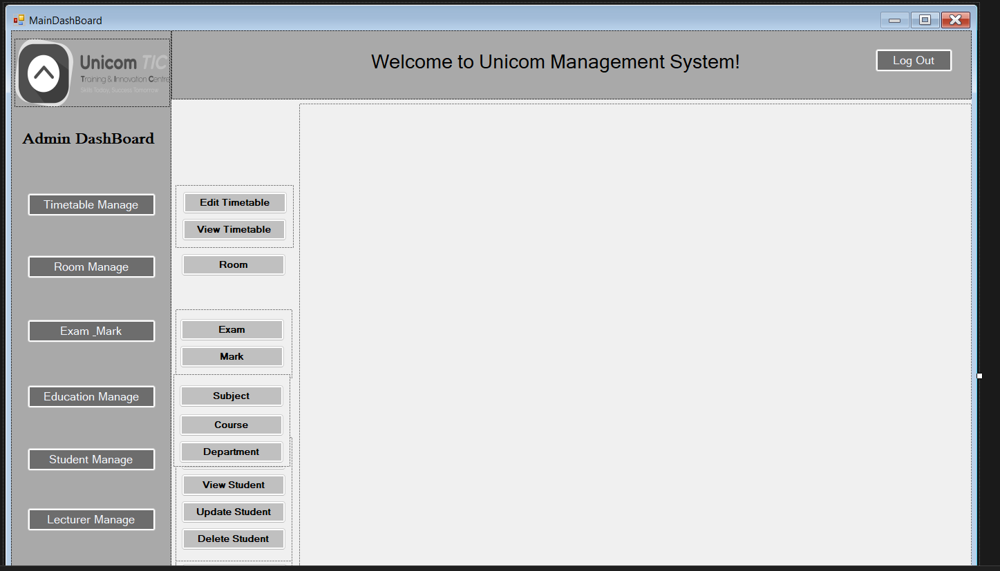 MainDashBoard
Unicom TIC
Training & Innovation Centre
Skills Today, Success Tomorrow
Welcome to Unicom Management System!
Log Out
Admin DashBoard
Timetable Manage
Room Manage
Exam _Mark
Education Manage
Student Manage
Lecturer Manage
Edit Timetable
View Timetable
Room
Exam
Mark
Subject
Course
Department
View Student
Update Student
Delete Student